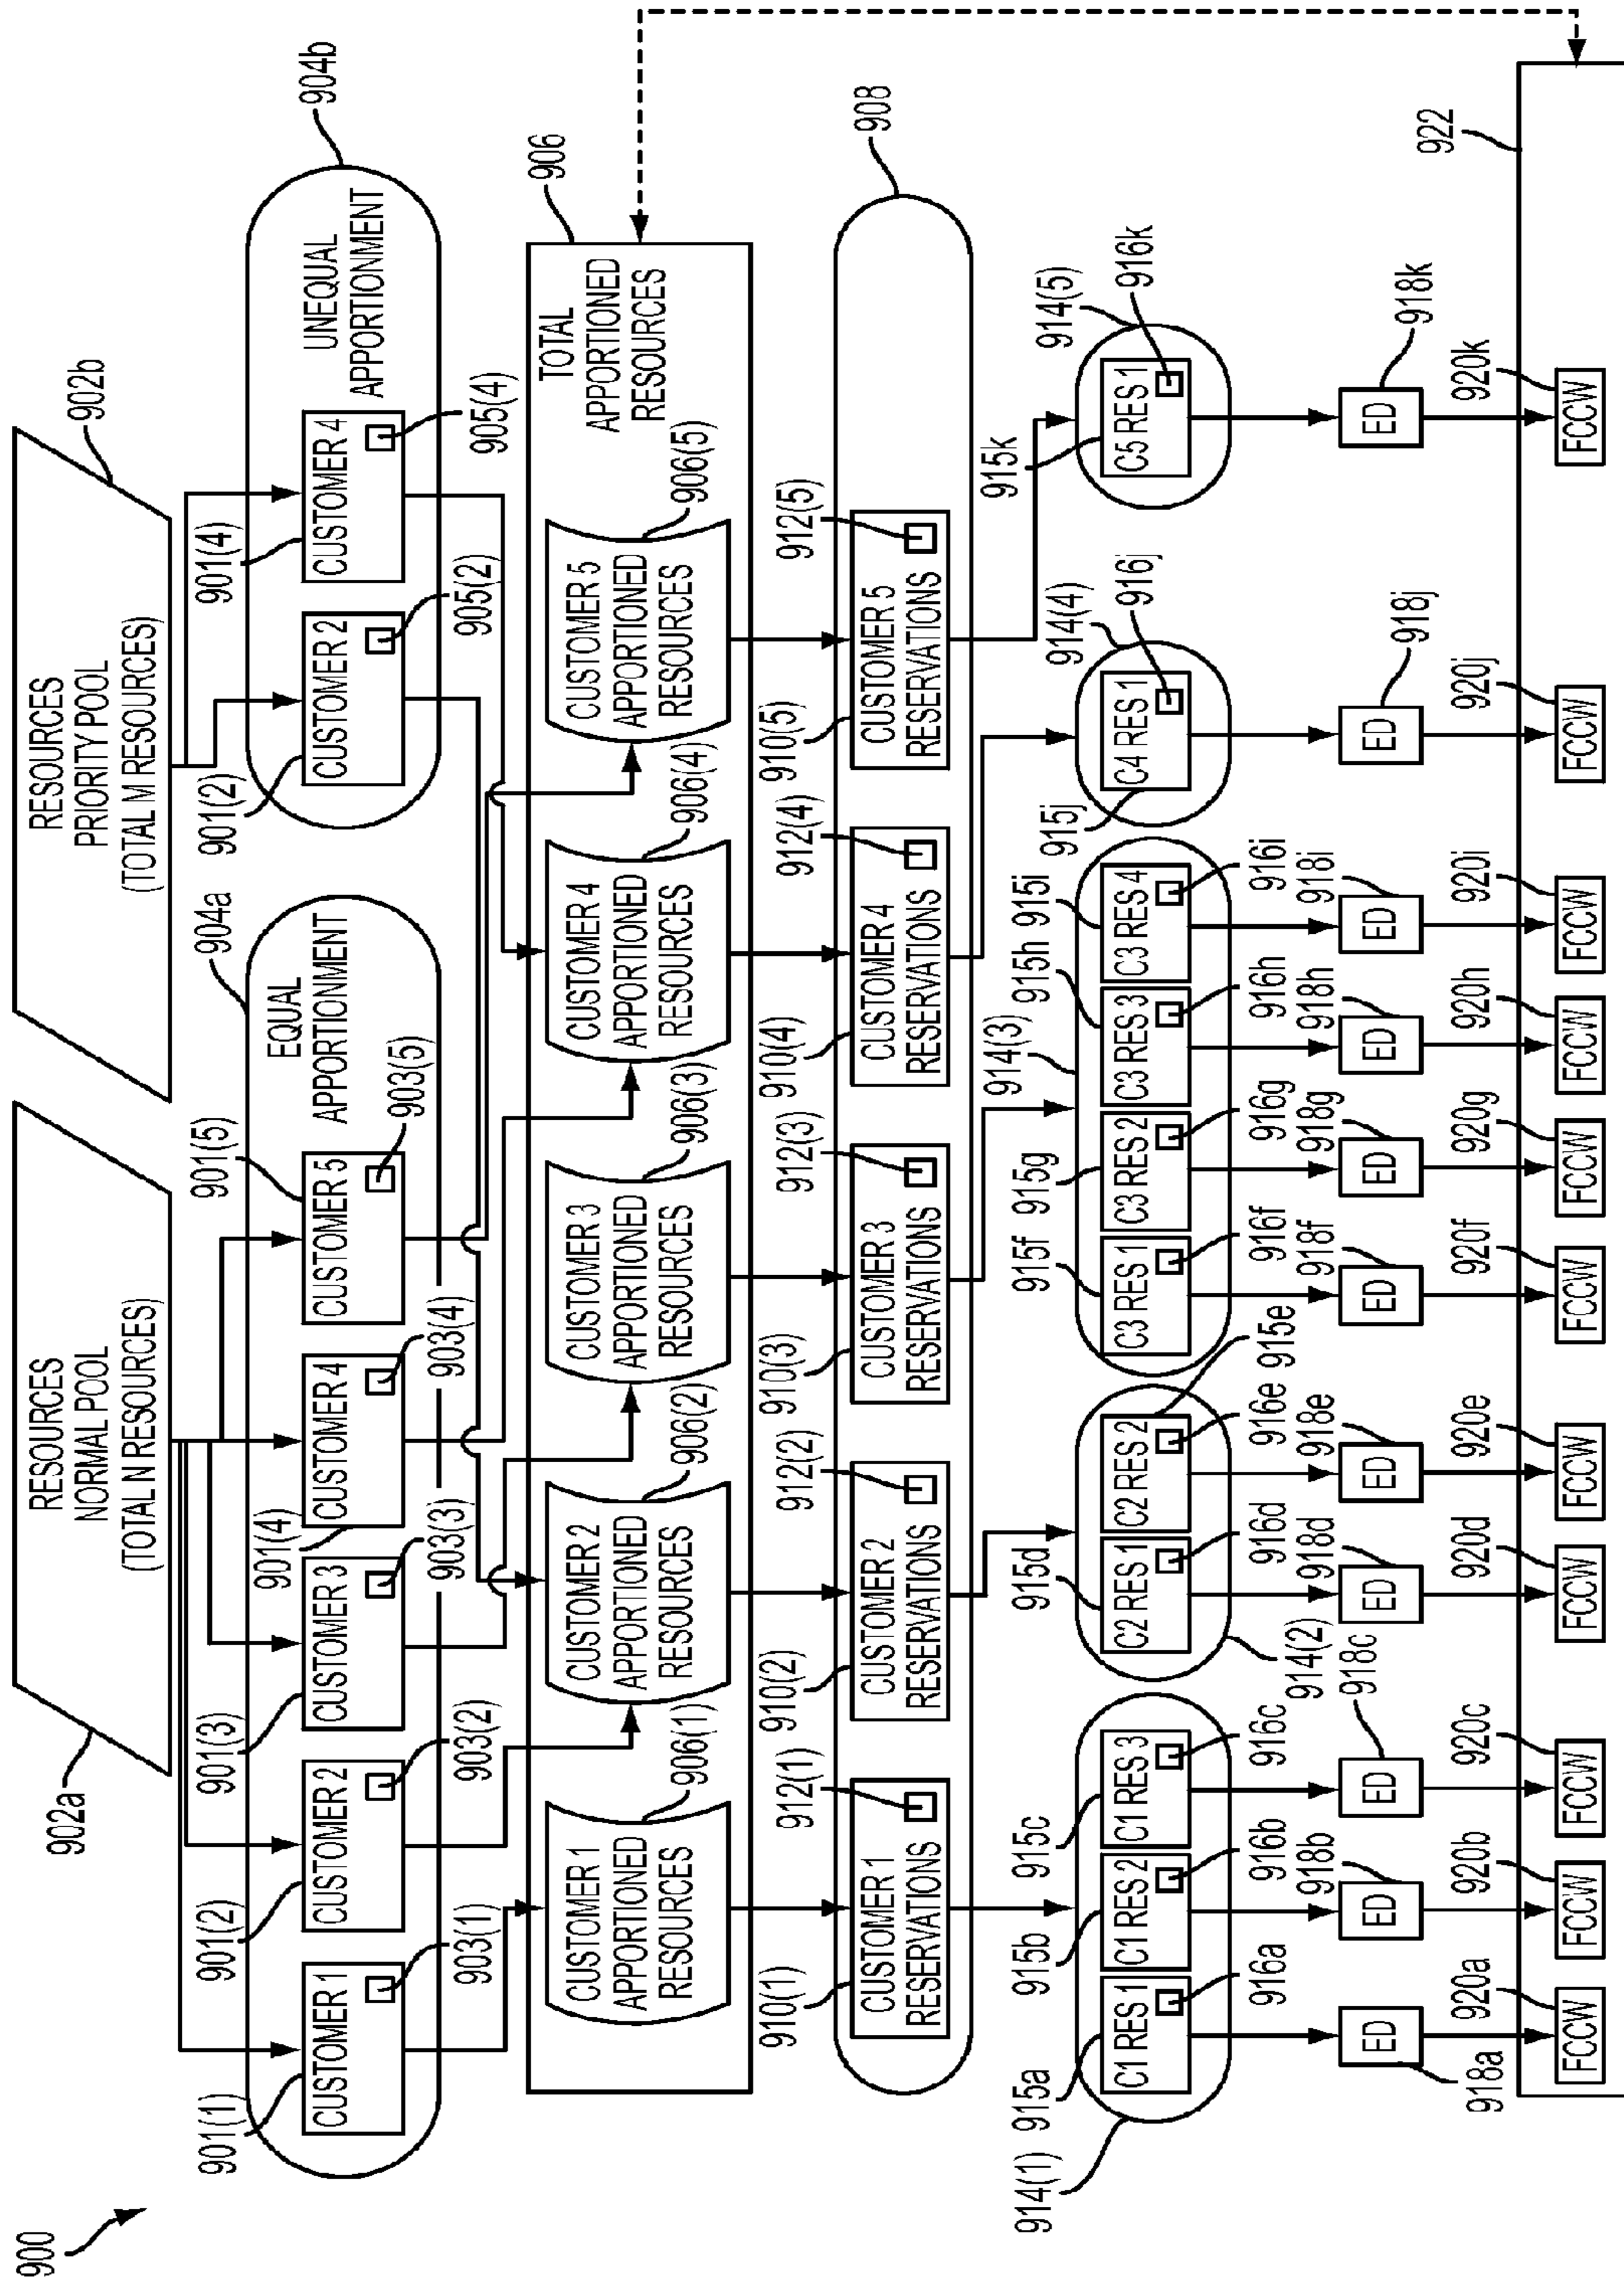 900
902a
RESOURCES
NORMAL POOL
(TOTAL N RESOURCES)
RESOURCES
PRIORITY POOL
(TOTAL M RESOURCES)
902b
901(1)
901(2)
901(3)
901(4)
901(5)
904a
901(2)
901(4)
904b
CUSTOMER 1
CUSTOMER 2
CUSTOMER 3
CUSTOMER 4
CUSTOMER 5
EQUAL
APPORTIONMENT
CUSTOMER 2
CUSTOMER 4
UNEQUAL
APPORTIONMENT
903(1)
903(2)
903(3)
903(4)
903(5)
905(2)
905(4)
906
CUSTOMER 1
APPORTIONED
RESOURCES
CUSTOMER 2
APPORTIONED
RESOURCES
CUSTOMER 3
APPORTIONED
RESOURCES
CUSTOMER 4
APPORTIONED
RESOURCES
CUSTOMER 5
APPORTIONED
RESOURCES
TOTAL
APPORTIONED
RESOURCES
906(1)
906(2)
906(3)
906(4)
906(5)
910(1)
912(1)
910(2)
912(2)
910(3)
912(3)
910(4)
912(4)
910(5)
912(5)
908
CUSTOMER 1
RESERVATIONS
CUSTOMER 2
RESERVATIONS
CUSTOMER 3
RESERVATIONS
CUSTOMER 4
RESERVATIONS
CUSTOMER 5
RESERVATIONS
914(1)
915a
915b
915c
915d
915f
915g
914(3)
915h
915i
915j
914(4)
915k
914(5)
C1 RES 1
C1 RES 2
C1 RES 3
C2 RES 1
C2 RES 2
C3 RES 1
C3 RES 2
C3 RES 3
C3 RES 4
C4 RES 1
C5 RES 1
915e
916a
916b
916c
914(2)
916d
916e
916f
916g
916h
916i
916j
916k
918a
918b
918c
918d
918e
918f
918g
918h
918i
918j
918k
ED
ED
ED
ED
ED
ED
ED
ED
ED
ED
ED
920a
920b
920c
920d
920e
920f
920g
920h
920i
920j
920k
922
FCCW
FCCW
FCCW
FCCW
FCCW
FCCW
FCCW
FCCW
FCCW
FCCW
FCCW